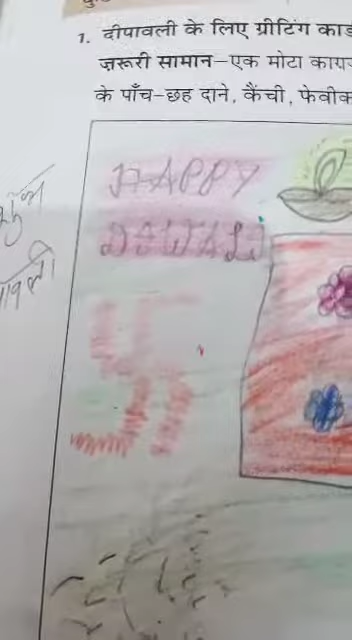 1. दीपावली के लिए ग्रीटिंग कार्ड
ज़रूरी सामान–एक मोटा काग़ज़
के पाँच-छह दाने, कैंची, फेवीक
HAPPY
DIWALI
शुभ